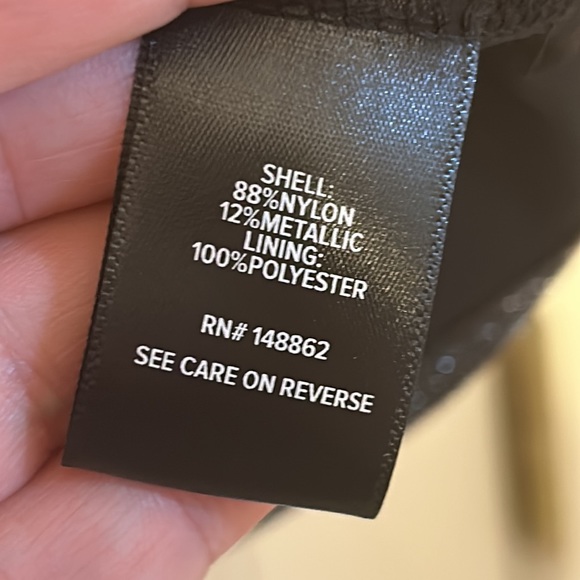 SHELL:
88%NYLON
12%METALLIC
LINING:
100%POLYESTER
RN# 148862
SEE CARE ON REVERSE